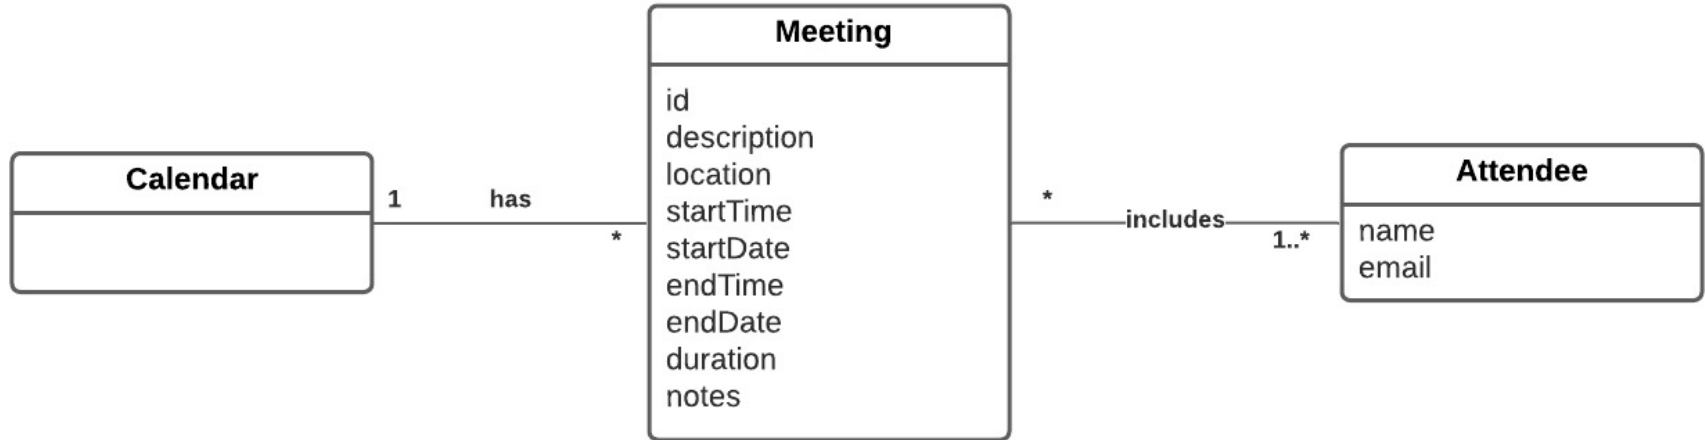 Calendar
1
has
*
Meeting
id
description
location
startTime
startDate
endTime
endDate
duration
notes
*
includes
1..*
Attendee
name
email